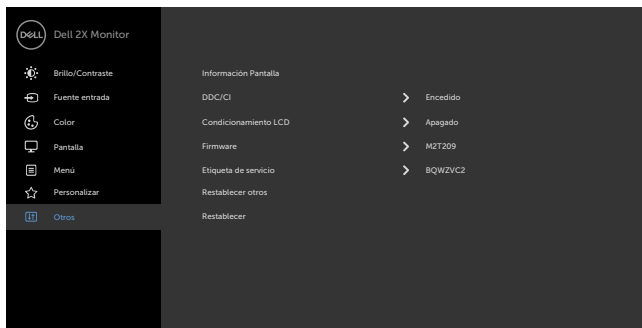 DELL Dell 2X Monitor
Brillo/Contraste
Fuente entrada
Color
Pantalla
Menú
Personalizar
Otros
Información Pantalla
DDC/CI Encedido
Condicionamiento LCD Apagado
Firmware M2T209
Etiqueta de servicio BQWZVC2
Restablecer otros
Restablecer